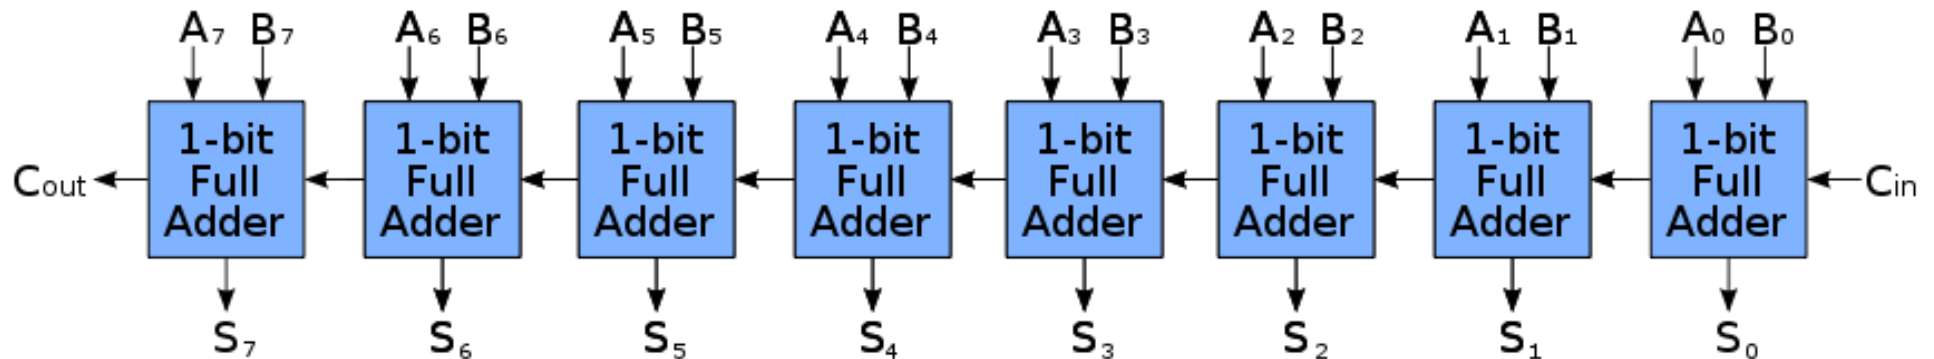 A7 B7 A6 B6 A5 B5 A4 B4 A3 B3 A2 B2 A1 B1 A0 B0
1-bit 1-bit 1-bit 1-bit 1-bit 1-bit 1-bit 1-bit
Cout Full Full Full Full Full Full Full Full Cin
Adder Adder Adder Adder Adder Adder Adder Adder
S7 S6 S5 S4 S3 S2 S1 S0